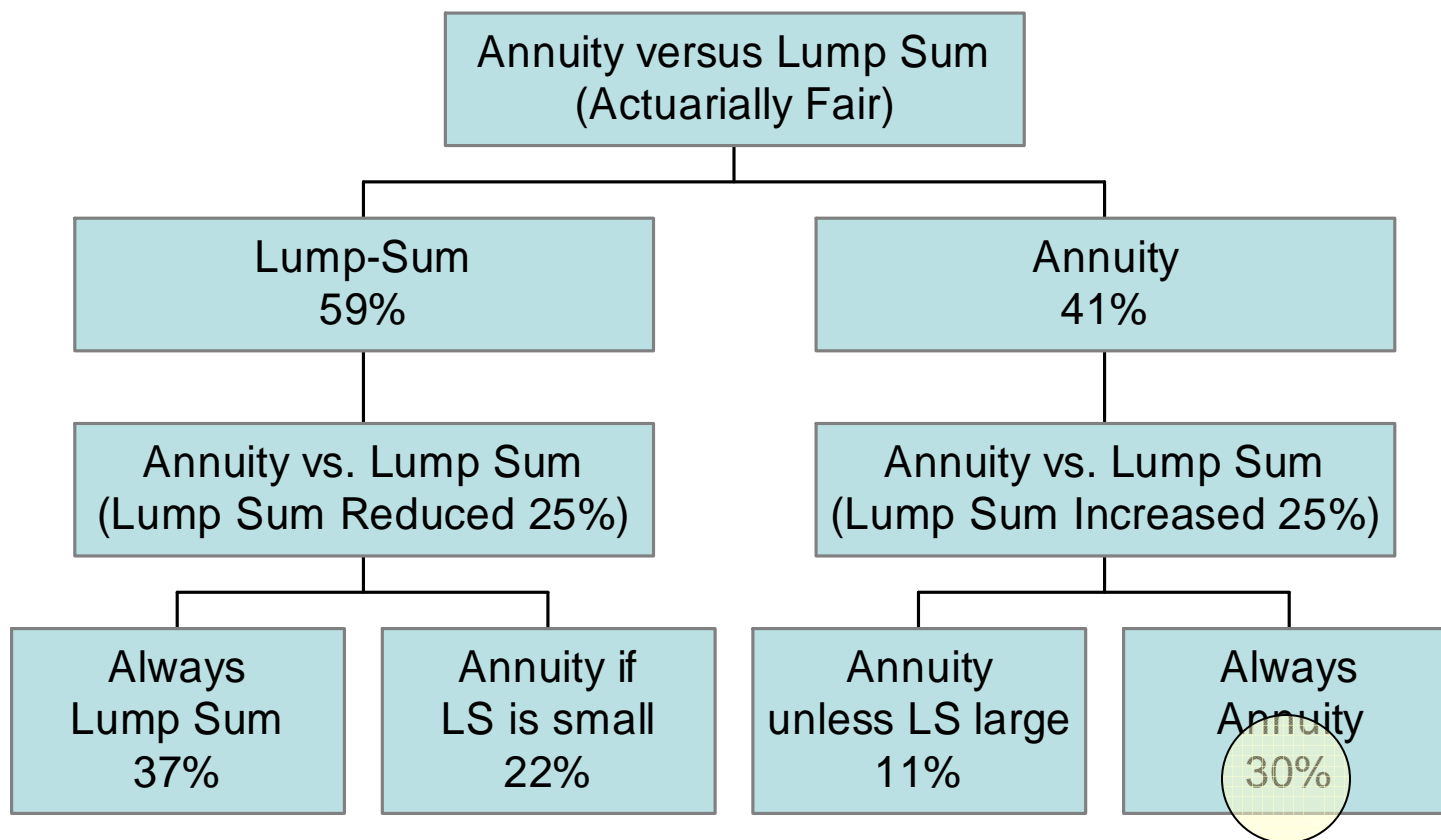 Annuity versus Lump Sum
(Actuarially Fair)
Lump-Sum
59%
Annuity
41%
Annuity vs. Lump Sum
(Lump Sum Reduced 25%)
Annuity vs. Lump Sum
(Lump Sum Increased 25%)
Always
Lump Sum
37%
Annuity if
LS is small
22%
Annuity
unless LS large
11%
Always
Annuity
30%